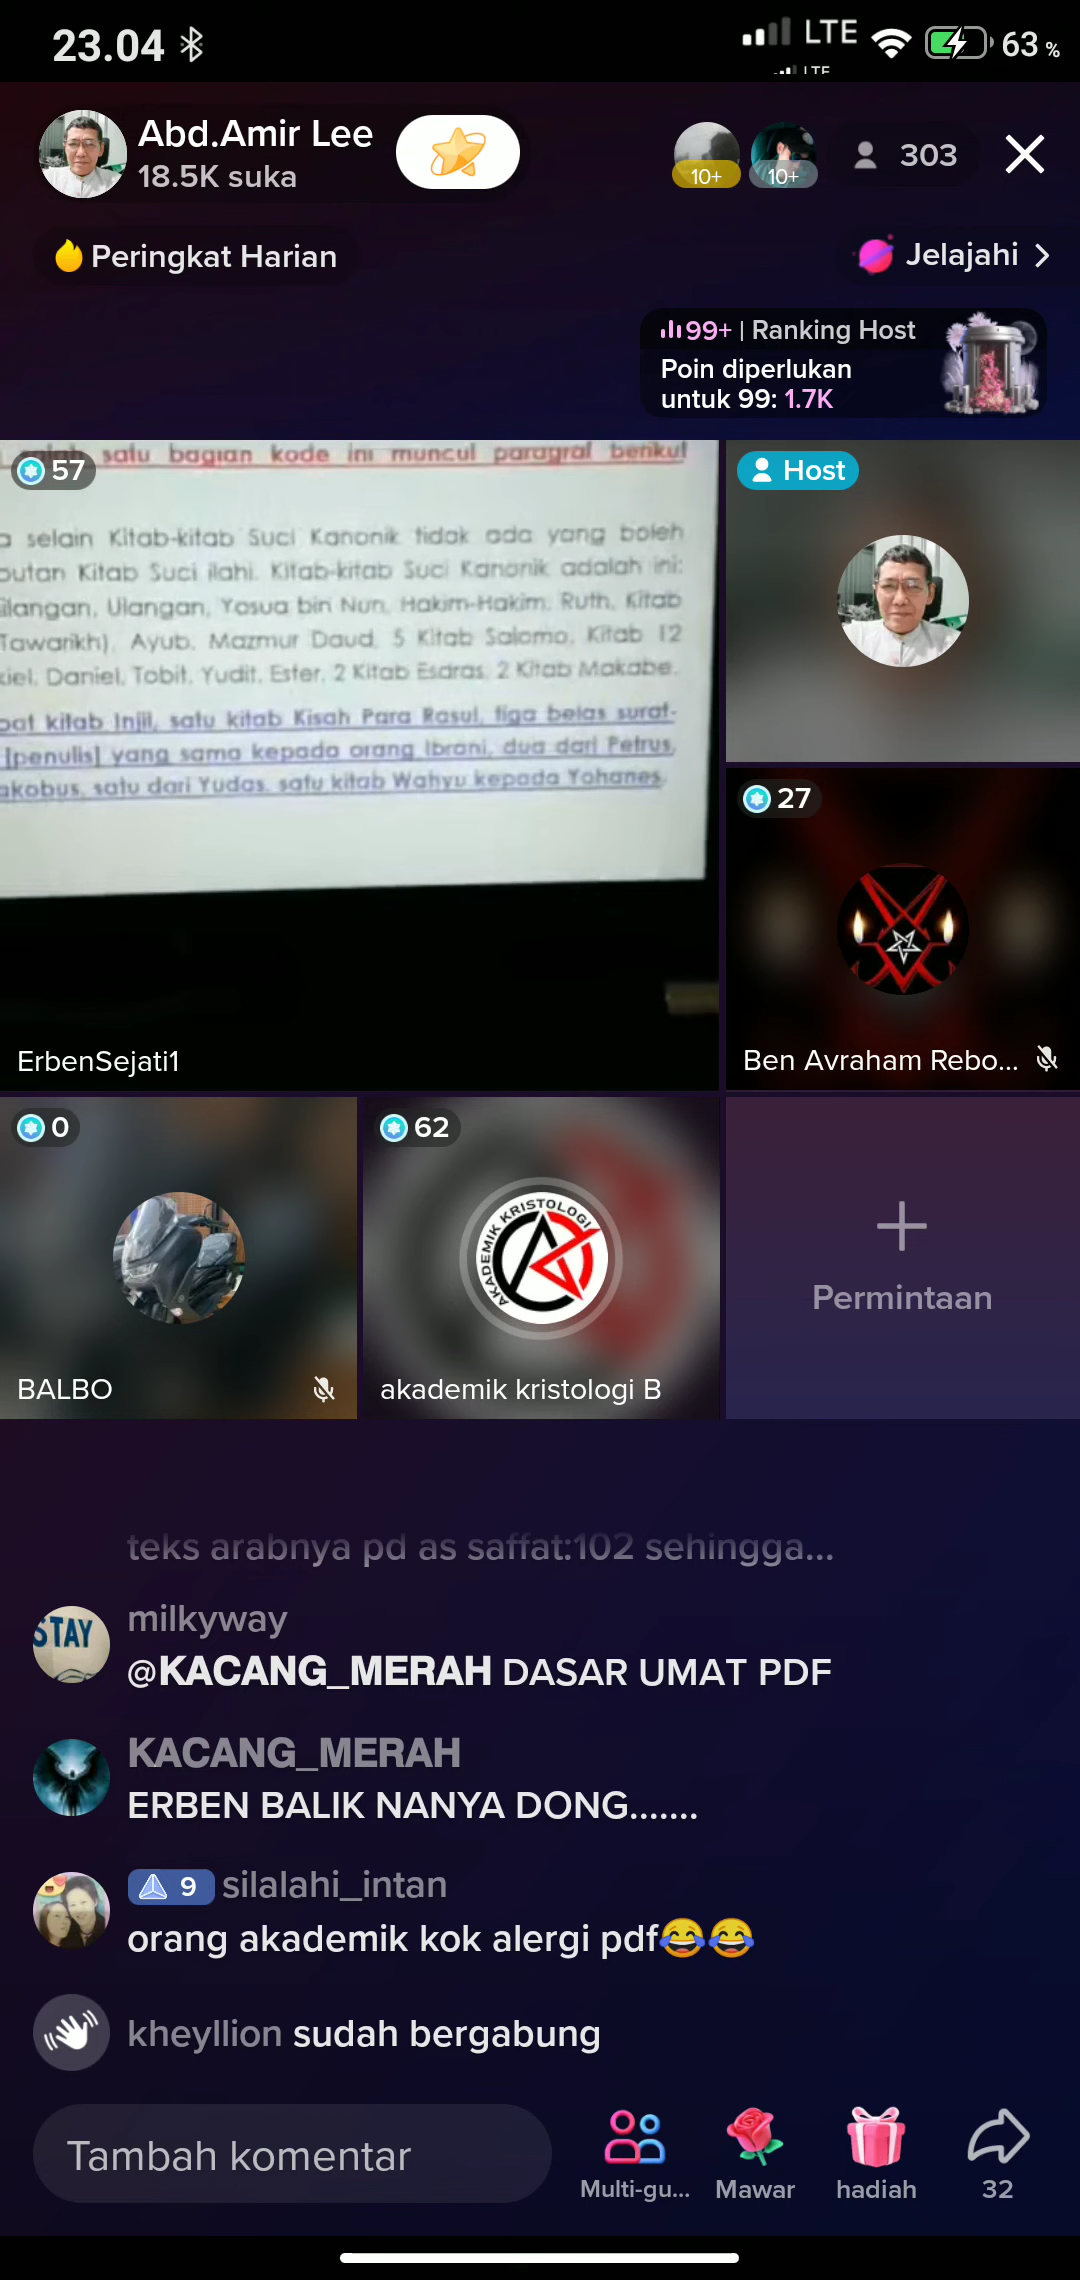 23.04
LTE
LTE
63 %
Abd.Amir Lee
18.5K suka
10+
10+
303
Peringkat Harian
Jelajahi
99+ | Ranking Host
Poin diperlukan
untuk 99: 1.7K
57
satu bagian kode ini muncul paragraf berikut
selain Kitab-kitab Suci Kanonik tidak ada yang boleh
Kitab Suci ilahi. Kitab-kitab Suci Kanonik adalah ini:
Ulangan, Yosua bin Nun, Hakim-Hakim, Ruth, Kitab
Tawarikh), Ayub, Mazmur Daud, 5 Kitab Salomo, Kitab 12
Daniel, Tobit, Yudit, Ester, 2 Kitab Esdras, 2 Kitab Makabe.
kitab Injil, satu kitab Kisah Para Rasul, tiga belas surat-
[penulis] yang sama kepada orang Ibrani, dua dari Petrus,
satu dari Yudas, satu kitab Wahyu kepada Yohanes.
ErbenSejati1
Host
27
Ben Avraham Rebo...
0
BALBO
62
AKADEMIK KRISTOLOGI
akademik kristologi B
Permintaan
teks arabnya pd as saffat:102 sehingga...
STAY
milkyway
@KACANG_MERAH DASAR UMAT PDF
KACANG_MERAH
ERBEN BALIK NANYA DONG.......
9 silalahi_intan
orang akademik kok alergi pdf😂😂
kheyllion sudah bergabung
Tambah komentar
Multi-gu...
Mawar
hadiah
32